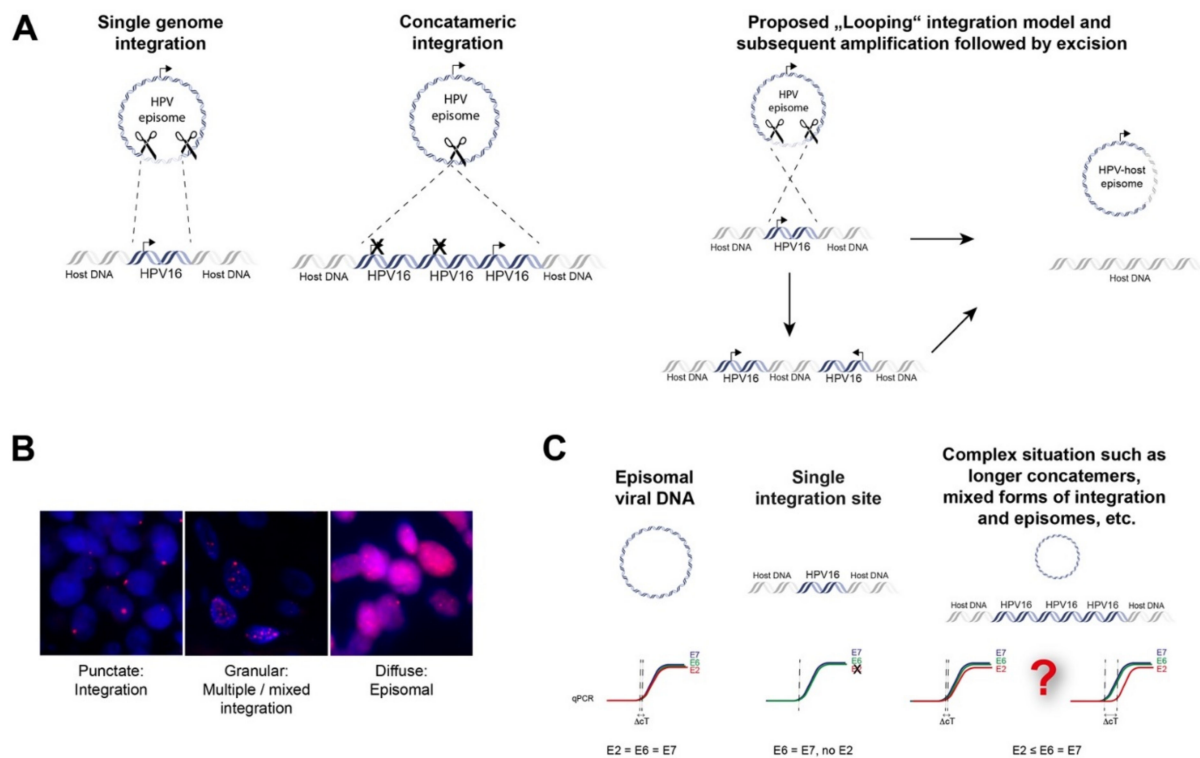 A
Single genome
integration
HPV
episome
Host DNA
HPV16
Host DNA
Concatameric
integration
HPV
episome
X
X
HPV16
HPV16
HPV16
Host DNA
Host DNA
Proposed „Looping“ integration model and
subsequent amplification followed by excision
HPV
episome
Host DNA
HPV16
Host DNA
HPV-host
episome
Host DNA
Host DNA
HPV16
Host DNA
HPV16
Host DNA
B
Punctate:
Integration
Granular:
Multiple / mixed
integration
Diffuse:
Episomal
C
Episomal
viral DNA
qPCR
E7
E6
E2
ΔcT
E2 = E6 = E7
Single
integration site
Host DNA
HPV16
Host DNA
E7
E6
X
E6 = E7, no E2
Complex situation such as
longer concatemers,
mixed forms of integration
and episomes, etc.
Host DNA
HPV16
HPV16
HPV16
Host DNA
E7
E6
E2
ΔcT
?
E7
E6
E2
ΔcT
E2 ≤ E6 = E7